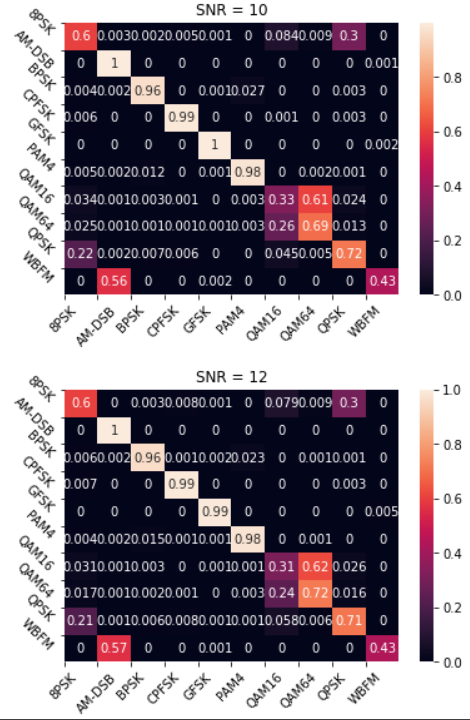 SNR = 10
8PSK 0.6 0.003 0.002 0.005 0.001 0 0.084 0.009 0.3 0
AM-DSB 0 1 0 0 0 0 0 0 0 0.001
BPSK 0.004 0.002 0.96 0 0.001 0.027 0 0 0.003 0
CPFSK 0.006 0 0 0.99 0 0 0.001 0 0.003 0
GFSK 0 0 0 0 1 0 0 0 0 0.002
PAM4 0.005 0.002 0.012 0 0.001 0.98 0 0.002 0.001 0
QAM16 0.034 0.001 0.003 0.001 0 0.003 0.33 0.61 0.024 0
QAM64 0.025 0.001 0.001 0.001 0.001 0.003 0.26 0.69 0.013 0
QPSK 0.22 0.002 0.007 0.006 0 0 0.045 0.005 0.72 0
WBFM 0 0.56 0 0 0.002 0 0 0 0 0.43
8PSK AM-DSB BPSK CPFSK GFSK PAM4 QAM16 QAM64 QPSK WBFM
0.8
0.6
0.4
0.2
0.0
SNR = 12
8PSK 0.6 0 0.003 0.008 0.001 0 0.079 0.009 0.3 0
AM-DSB 0 1 0 0 0 0 0 0 0 0
BPSK 0.006 0.002 0.96 0.001 0.002 0.023 0 0.001 0.001 0
CPFSK 0.007 0 0 0.99 0 0 0 0 0.003 0
GFSK 0 0 0 0 0.99 0 0 0 0 0.005
PAM4 0.004 0.002 0.015 0.001 0.001 0.98 0 0.001 0 0
QAM16 0.031 0.001 0.003 0 0.001 0.001 0.31 0.62 0.026 0
QAM64 0.017 0.001 0.002 0.001 0 0.003 0.24 0.72 0.016 0
QPSK 0.21 0.001 0.006 0.008 0.001 0.001 0.058 0.006 0.71 0
WBFM 0 0.57 0 0 0.001 0 0 0 0 0.43
8PSK AM-DSB BPSK CPFSK GFSK PAM4 QAM16 QAM64 QPSK WBFM
1.0
0.8
0.6
0.4
0.2
0.0